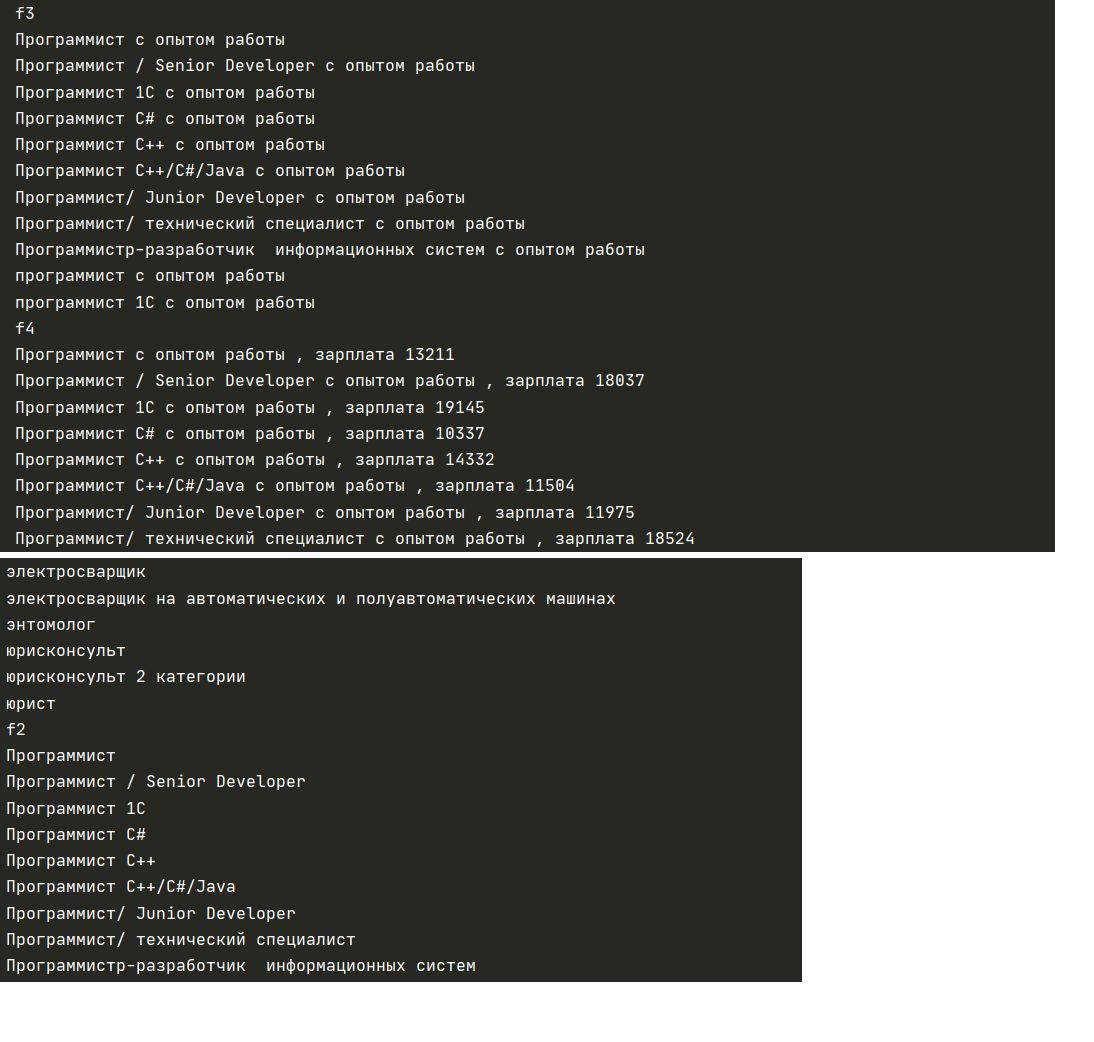 f3
Программист с опытом работы
Программист / Senior Developer с опытом работы
Программист 1С с опытом работы
Программист C# с опытом работы
Программист C++ с опытом работы
Программист C++/C#/Java с опытом работы
Программист/ Junior Developer с опытом работы
Программист/ технический специалист с опытом работы
Программистр-разработчик  информационных систем с опытом работы
программист с опытом работы
программист 1С с опытом работы
f4
Программист с опытом работы , зарплата 13211
Программист / Senior Developer с опытом работы , зарплата 18037
Программист 1С с опытом работы , зарплата 19145
Программист C# с опытом работы , зарплата 10337
Программист C++ с опытом работы , зарплата 14332
Программист C++/C#/Java с опытом работы , зарплата 11504
Программист/ Junior Developer с опытом работы , зарплата 11975
Программист/ технический специалист с опытом работы , зарплата 18524
электросварщик
электросварщик на автоматических и полуавтоматических машинах
энтомолог
юрисконсульт
юрисконсульт 2 категории
юрист
f2
Программист
Программист / Senior Developer
Программист 1С
Программист C#
Программист C++
Программист C++/C#/Java
Программист/ Junior Developer
Программист/ технический специалист
Программистр-разработчик  информационных систем